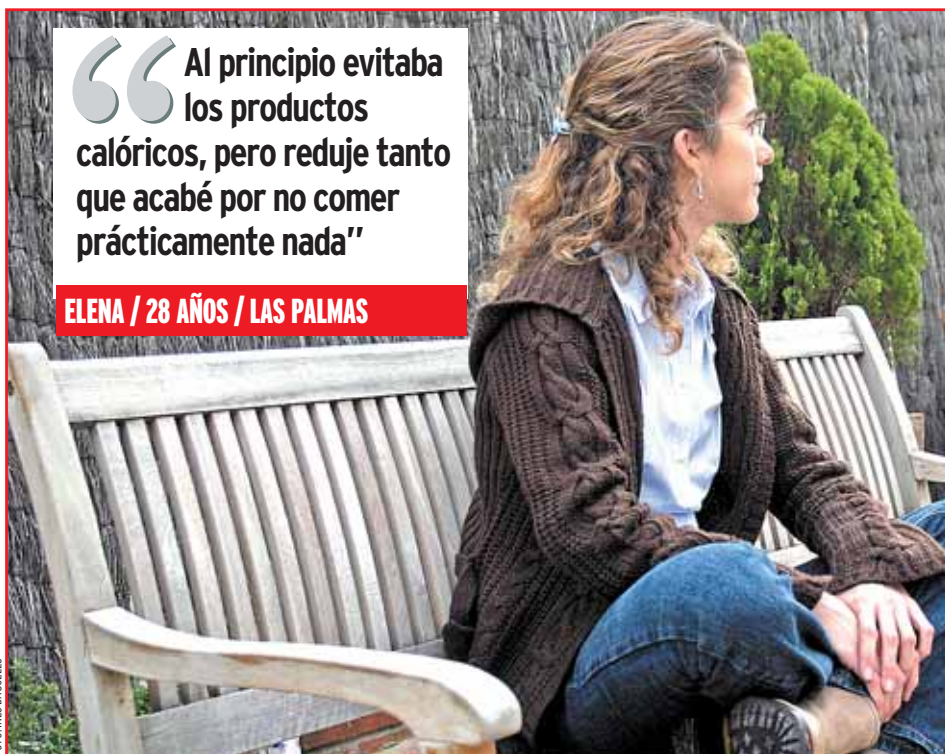 “ Al principio evitaba
los productos
calóricos, pero reduje tanto
que acabé por no comer
prácticamente nada”
ELENA / 28 AÑOS / LAS PALMAS